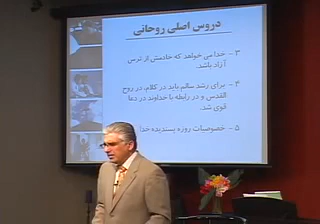 دروس اصلی روحانی
۳ – خدا می خواهد که خادمش از ترس
آزاد باشد.
۴ – برای رشد سالم باید در کلام، در روح
القدس و در رابطه با خداوند در دعا
قوی شد.
۵ – خصوصیات روزه پسندیده خدا